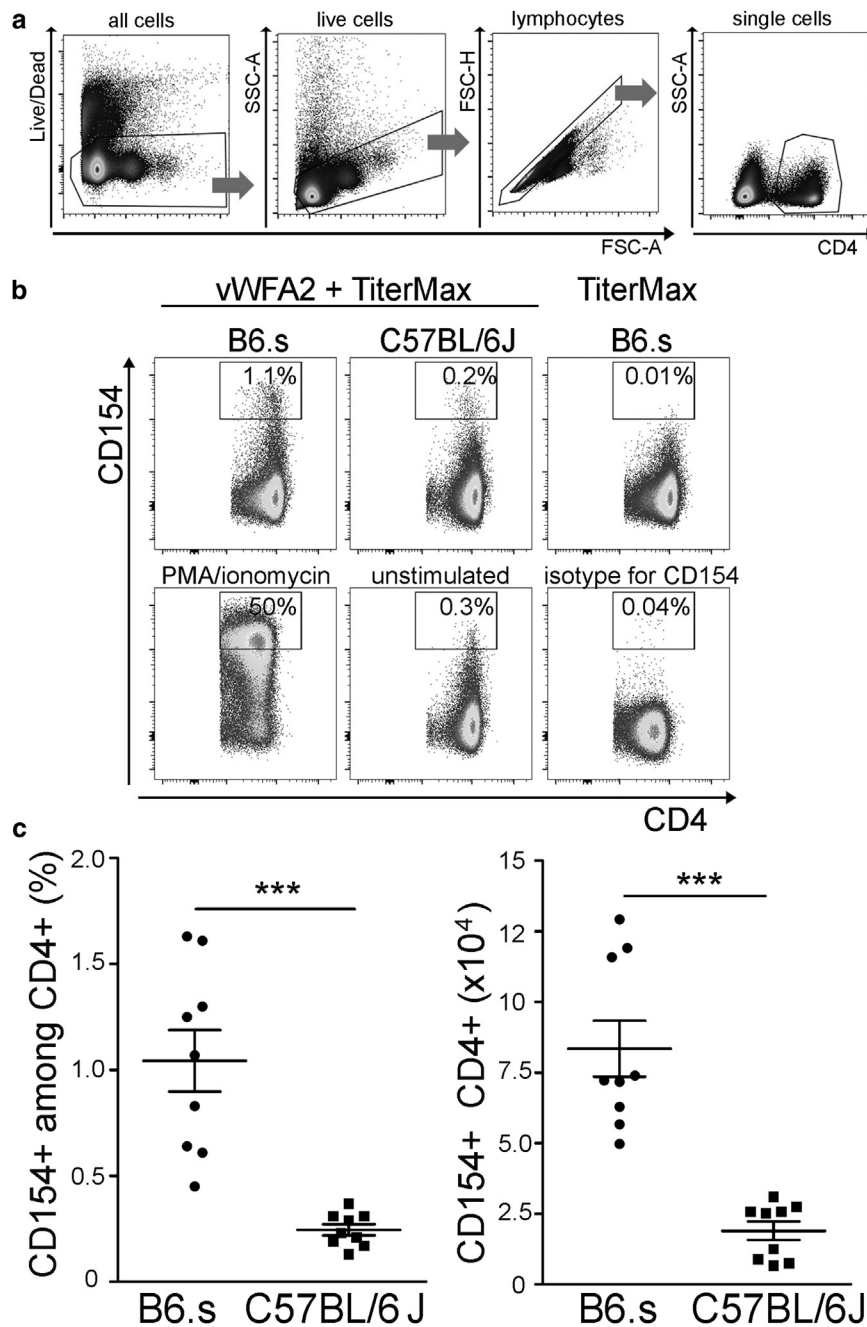 a
all cells
live cells
lymphocytes
single cells
Live/Dead
SSC-A
FSC-H
SSC-A
FSC-A
CD4
b
vWFA2 + TiterMax
TiterMax
B6.s
C57BL/6J
B6.s
CD154
1.1%
0.2%
0.01%
PMA/ionomycin
unstimulated
isotype for CD154
50%
0.3%
0.04%
CD4
c
CD154+ among CD4+ (%)
2.0
1.5
1.0
0.5
0
***
B6.s
C57BL/6 J
CD154+ CD4+ (x10⁴)
15
12
10
7.5
5.0
2.5
0
***
B6.s
C57BL/6J